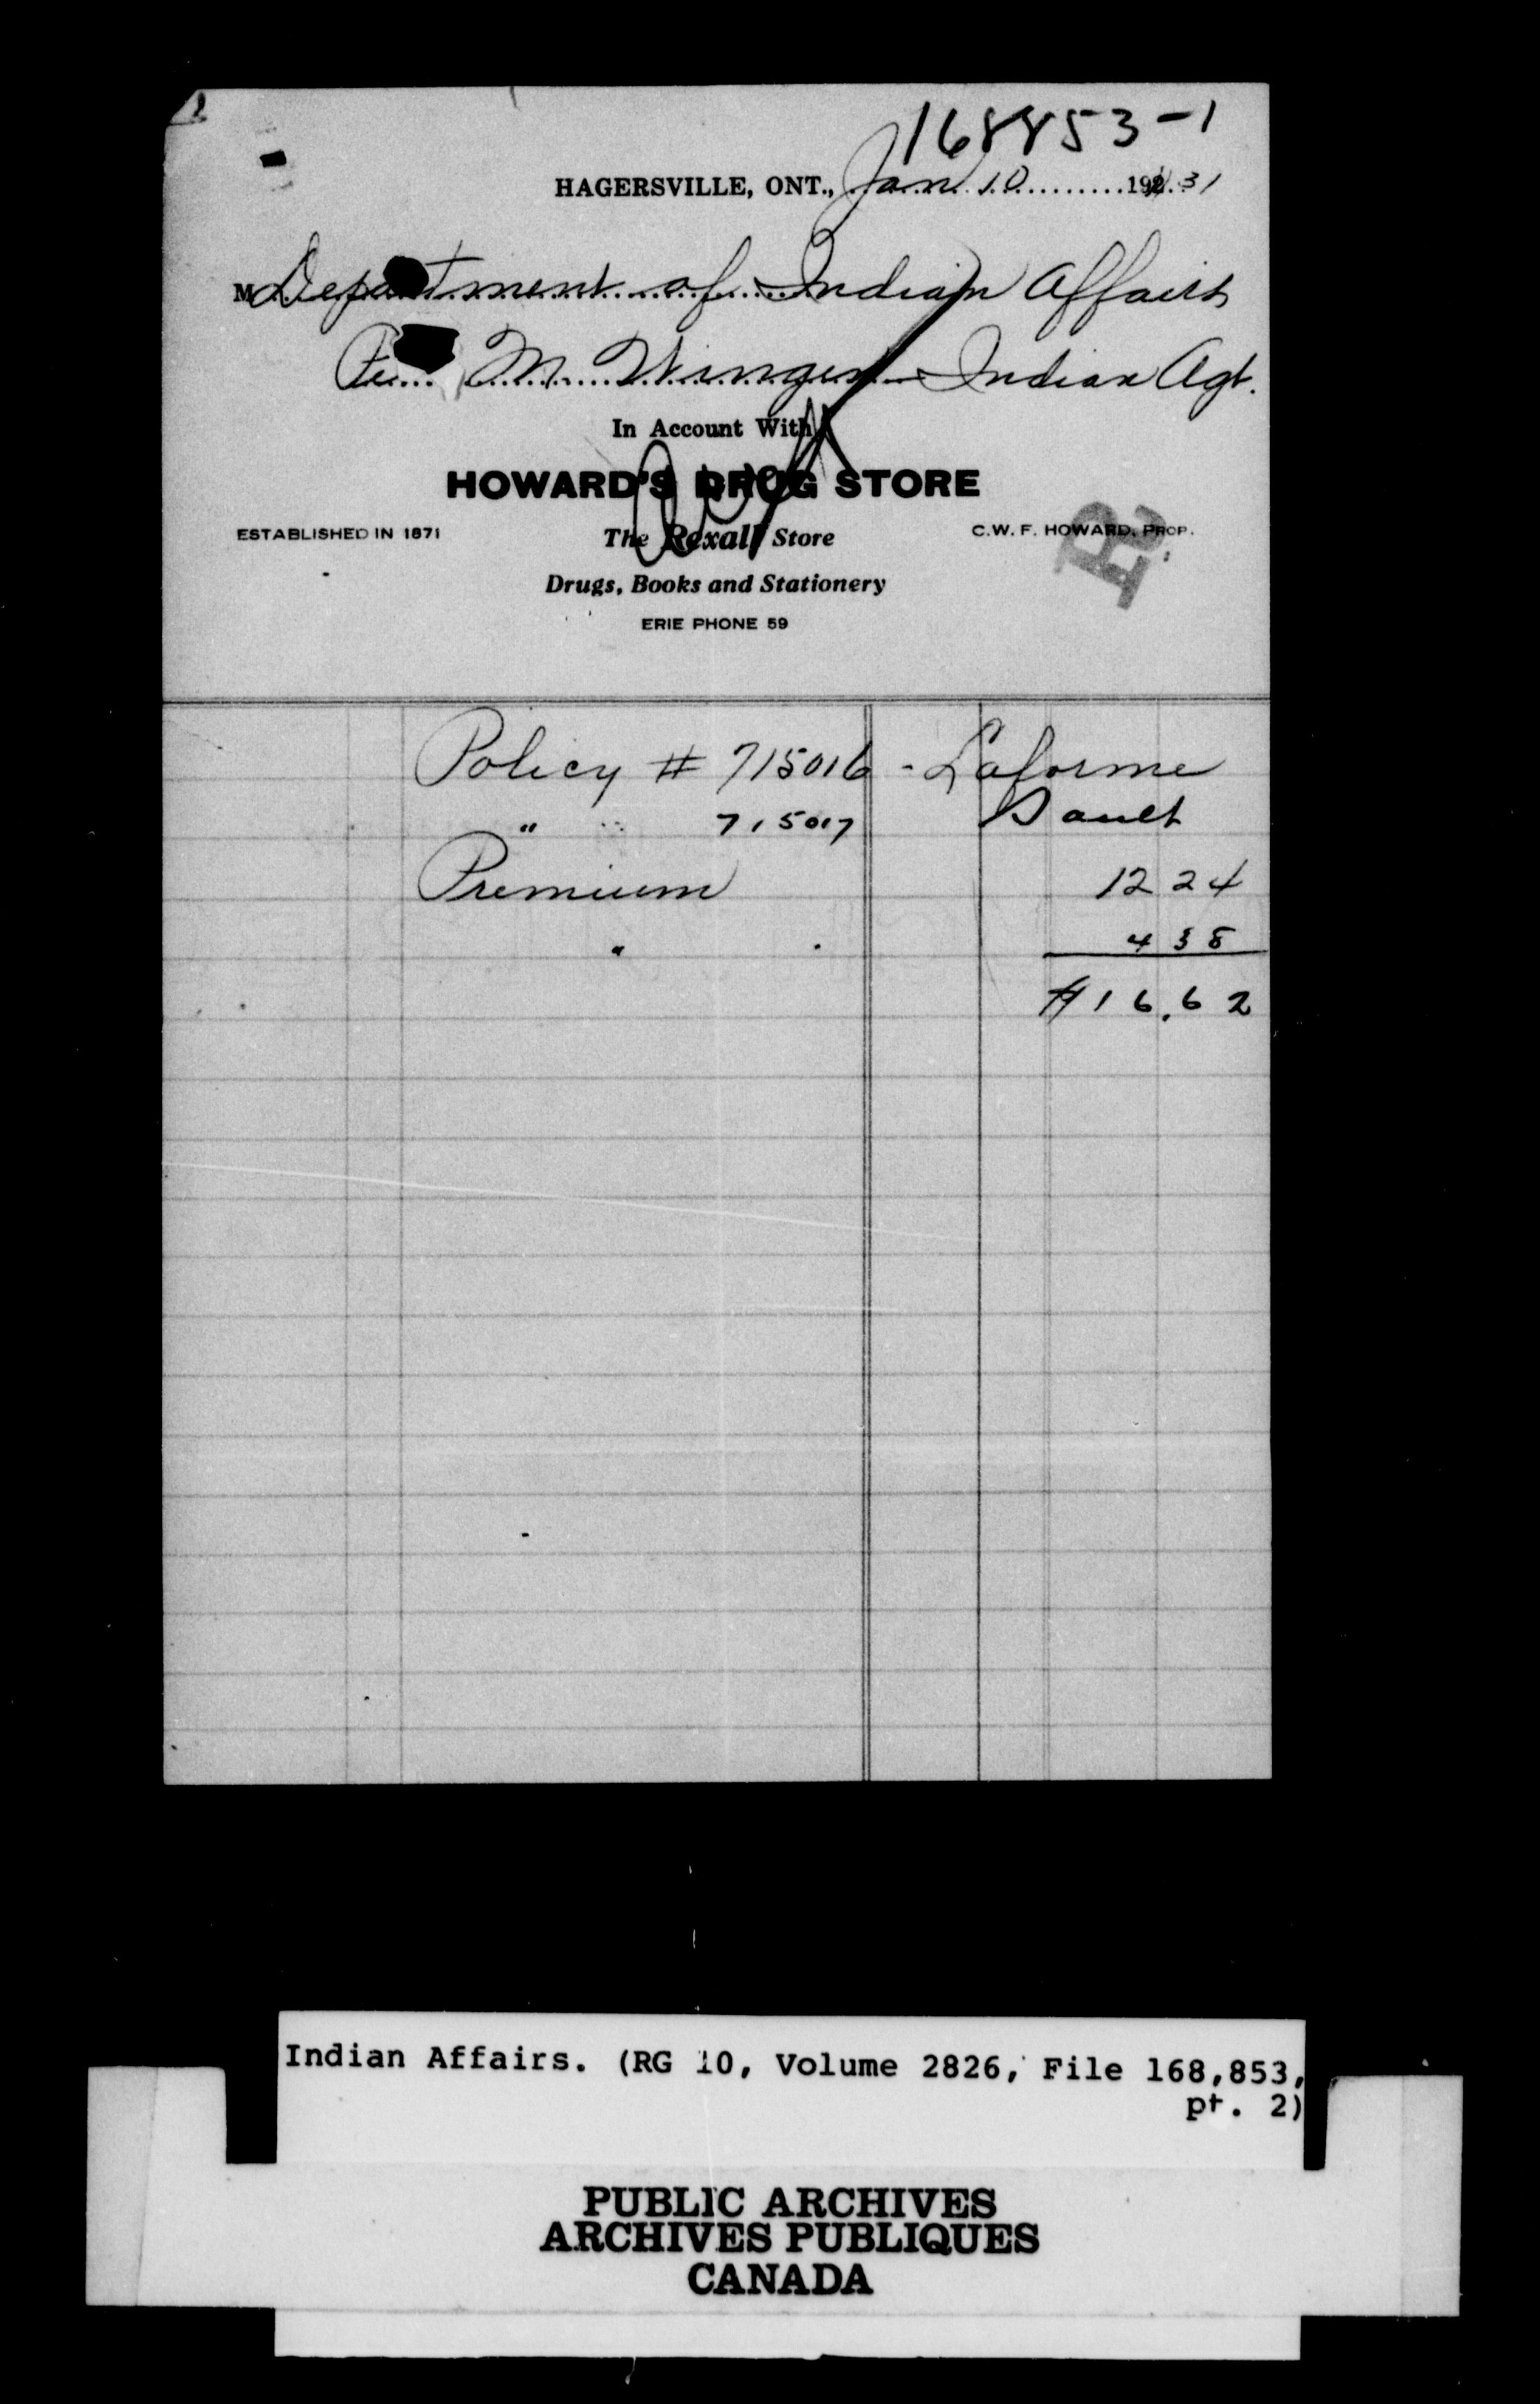 168853-1
HAGERSVILLE, ONT., Jan 10 192 31
M Department of Indian Affairs
Per M. Winger Indian Agt.
In Account With
HOWARD'S DRUG STORE
ESTABLISHED IN 1871 The Rexall Store C.W. F. HOWARD, PROP.
R
Drugs, Books and Stationery
ERIE PHONE 59
Policy # 715016 - Laforme
" " 715017 Sault
Premium 12 24
" 4 38
$16.62
Indian Affairs. (RG 10, Volume 2826, File 168,853,
pt. 2)
PUBLIC ARCHIVES
ARCHIVES PUBLIQUES
CANADA